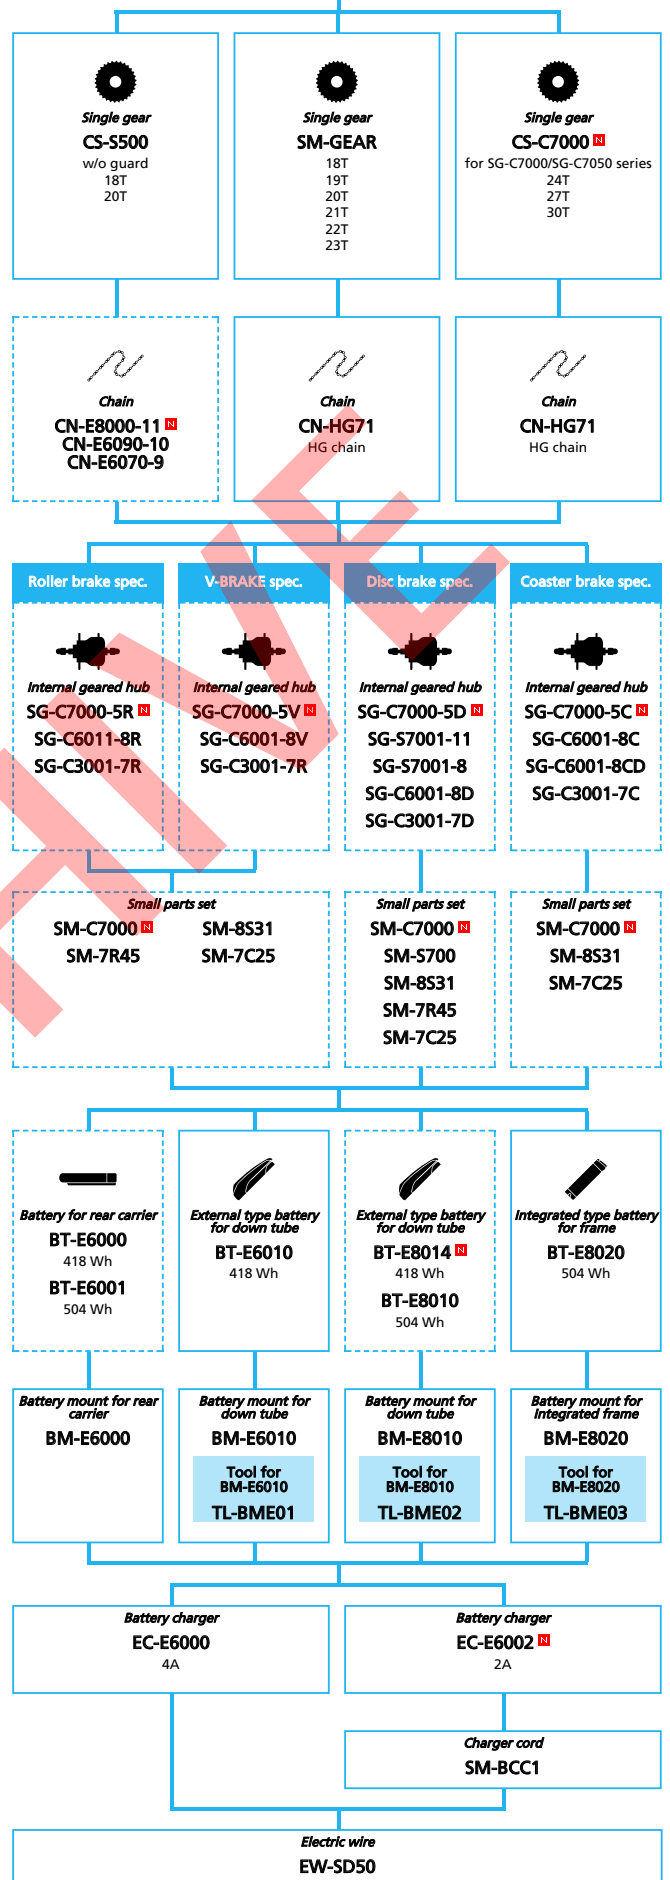 Single gear
CS-S500
w/o guard
18T
20T
Single gear
SM-GEAR
18T
19T
20T
21T
22T
23T
Single gear
CS-C7000 N
for SG-C7000/SG-C7050 series
24T
27T
30T
Chain
CN-E8000-11 N
CN-E6090-10
CN-E6070-9
Chain
CN-HG71
HG chain
Chain
CN-HG71
HG chain
Roller brake spec.
Internal geared hub
SG-C7000-5R N
SG-C6011-8R
SG-C3001-7R
V-BRAKE spec.
Internal geared hub
SG-C7000-5V N
SG-C6001-8V
SG-C3001-7R
Disc brake spec.
Internal geared hub
SG-C7000-5D N
SG-S7001-11
SG-S7001-8
SG-C6001-8D
SG-C3001-7D
Coaster brake spec.
Internal geared hub
SG-C7000-5C N
SG-C6001-8C
SG-C6001-8CD
SG-C3001-7C
Small parts set
SM-C7000 N SM-8S31
SM-7R45 SM-7C25
Small parts set
SM-C7000 N
SM-S700
SM-8S31
SM-7R45
SM-7C25
Small parts set
SM-C7000 N
SM-8S31
SM-7C25
Battery for rear carrier
BT-E6000
418 Wh
BT-E6001
504 Wh
External type battery
for down tube
BT-E6010
418 Wh
External type battery
for down tube
BT-E8014 N
418 Wh
BT-E8010
504 Wh
Integrated type battery
for frame
BT-E8020
504 Wh
Battery mount for rear
carrier
BM-E6000
Battery mount for
down tube
BM-E6010
Tool for
BM-E6010
TL-BME01
Battery mount for
down tube
BM-E8010
Tool for
BM-E8010
TL-BME02
Battery mount for
Integrated frame
BM-E8020
Tool for
BM-E8020
TL-BME03
Battery charger
EC-E6000
4A
Battery charger
EC-E6002 N
2A
Charger cord
SM-BCC1
Electric wire
EW-SD50
HIVE